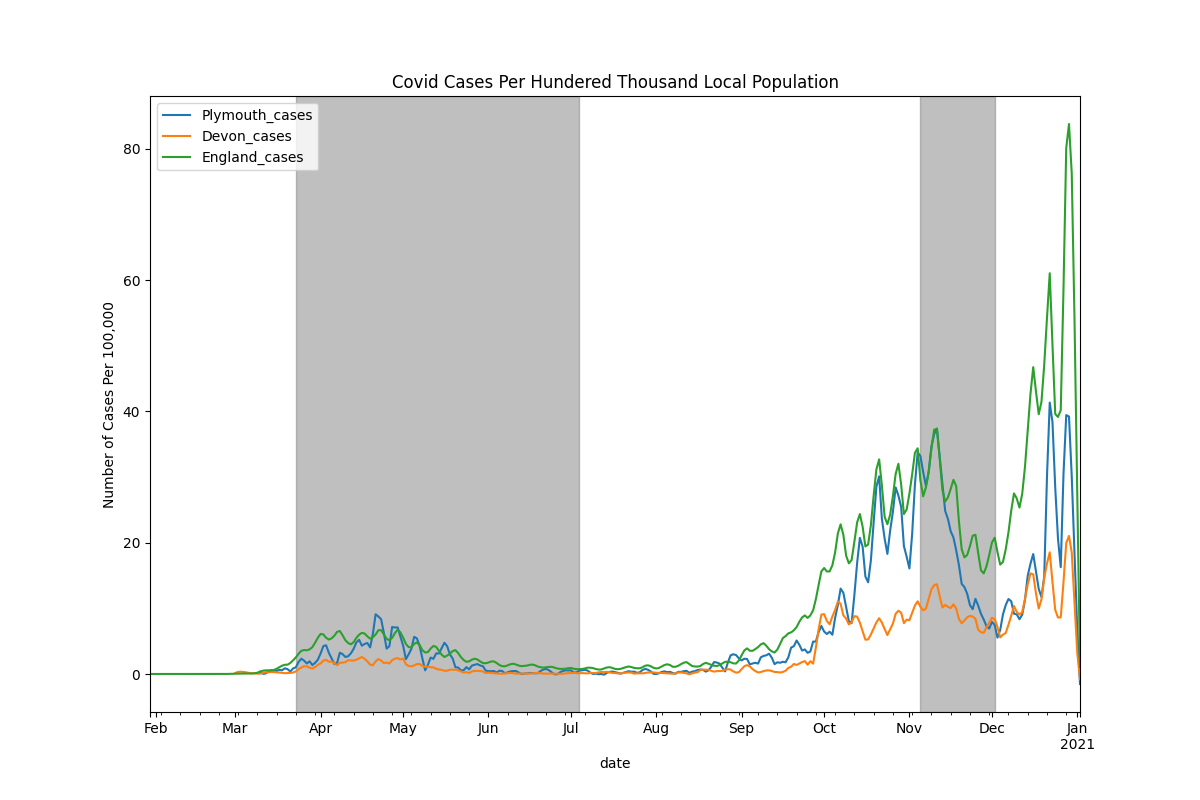 Covid Cases Per Hundered Thousand Local Population
Plymouth_cases
Devon_cases
England_cases
Number of Cases Per 100,000
80
60
40
20
0
Feb Mar Apr May Jun Jul Aug Sep Oct Nov Dec Jan
2021
date